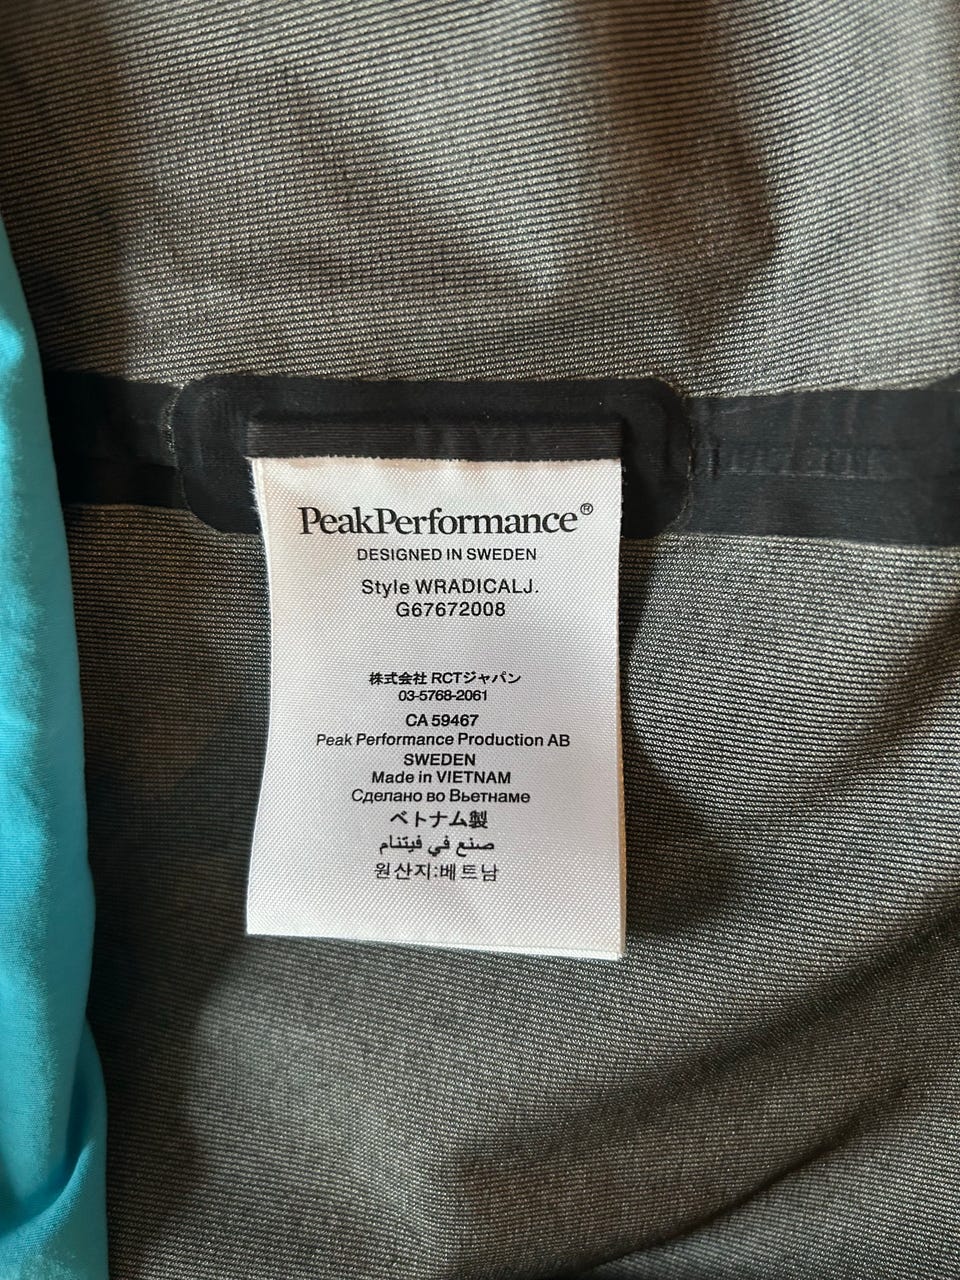 PeakPerformance®
DESIGNED IN SWEDEN
Style WRADICALJ.
G67672008
株式会社 RCTジャパン
03-5768-2061
CA 59467
Peak Performance Production AB
SWEDEN
Made in VIETNAM
Сделано во Вьетнаме
ベトナム製
صنع في فيتنام
원산지:베트남